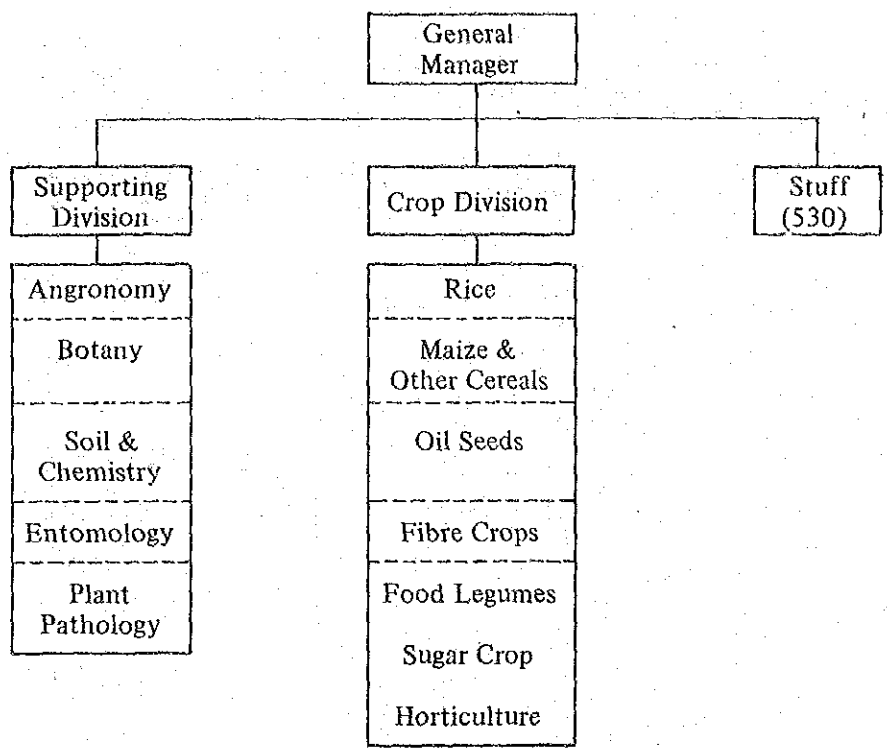 General
Manager
Supporting
Division
Crop Division
Stuff
(530)
Angronomy
Botany
Soil &
Chemistry
Entomology
Plant
Pathology
Rice
Maize &
Other Cereals
Oil Seeds
Fibre Crops
Food Legumes
Sugar Crop
Horticulture